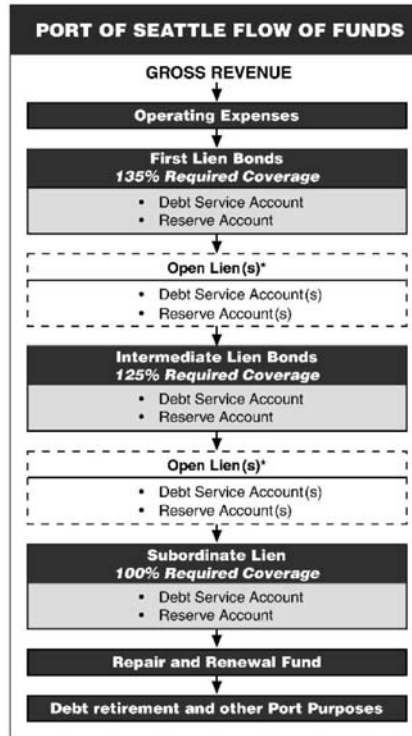 PORT OF SEATTLE FLOW OF FUNDS
GROSS REVENUE
Operating Expenses
First Lien Bonds
135% Required Coverage
• Debt Service Account
• Reserve Account
Open Lien(s)*
• Debt Service Account(s)
• Reserve Account(s)
Intermediate Lien Bonds
125% Required Coverage
• Debt Service Account
• Reserve Account
Open Lien(s)*
• Debt Service Account(s)
• Reserve Account(s)
Subordinate Lien
100% Required Coverage
• Debt Service Account
• Reserve Account
Repair and Renewal Fund
Debt retirement and other Port Purposes